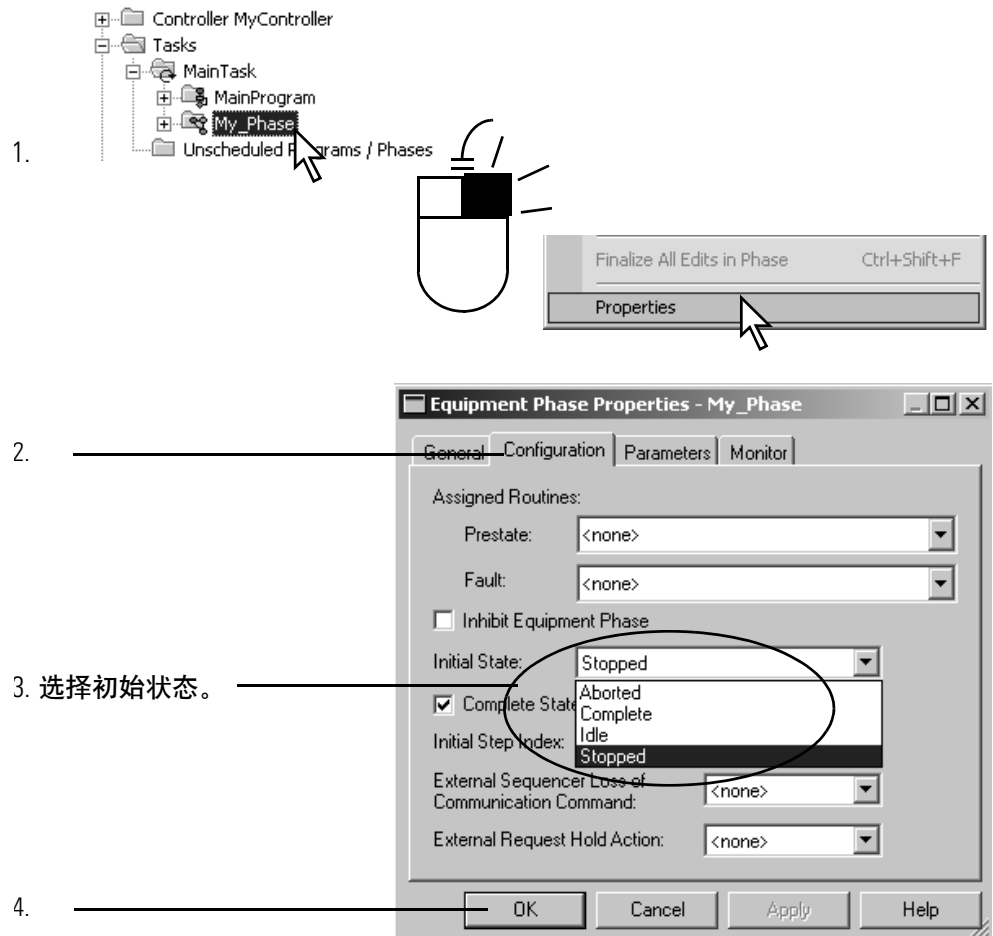 Controller MyController
Tasks
MainTask
MainProgram
My_Phase
1.
Unscheduled Programs / Phases
Finalize All Edits in Phase Ctrl+Shift+F
Properties
Equipment Phase Properties - My_Phase
2.
General Configuration Parameters Monitor
Assigned Routines:
Prestate: <none>
Fault: <none>
Inhibit Equipment Phase
Initial State: Stopped
3. 选择初始状态。
Aborted
Complete State
Complete
Initial Step Index:
Idle
Stopped
External Sequencer Loss of
Communication Command: <none>
External Request Hold Action: <none>
4.
OK Cancel Apply Help